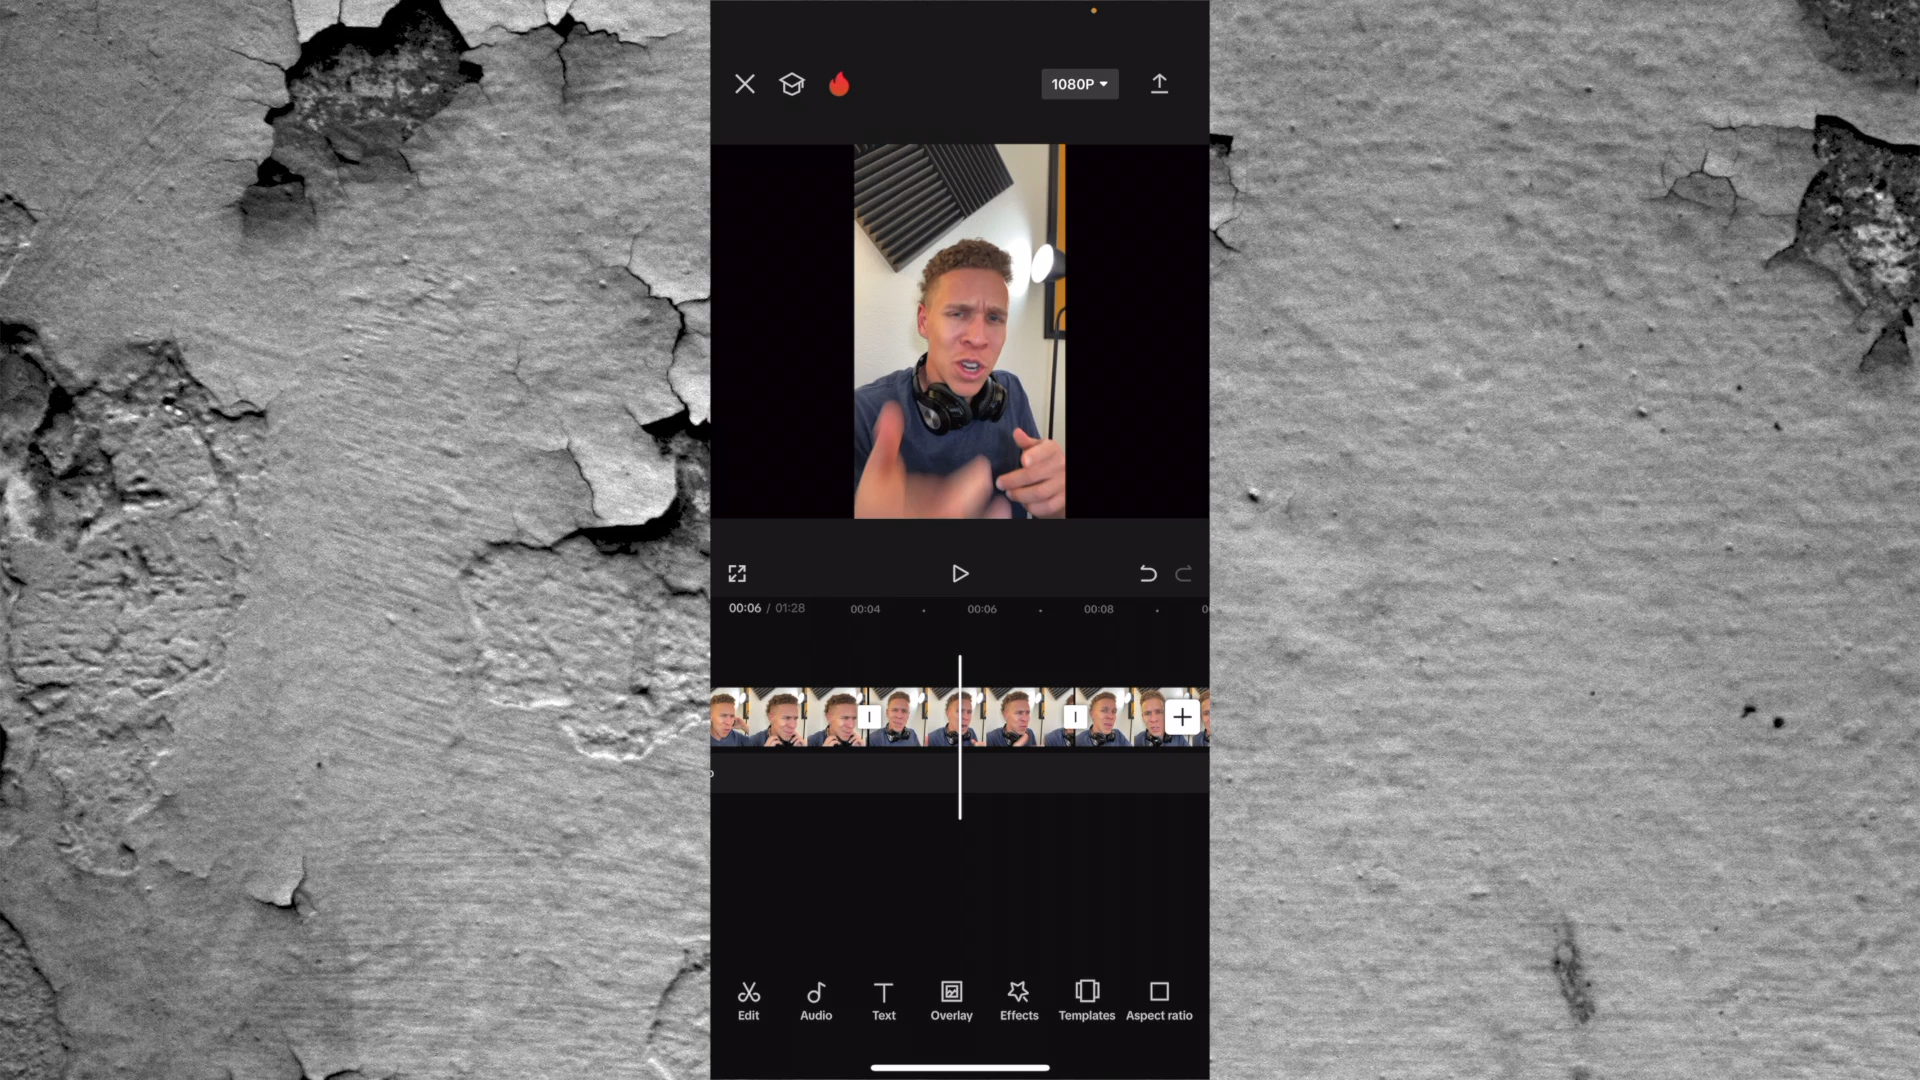 1080P
00:06 / 01:28 00:04 00:06 00:08
Edit Audio Text Overlay Effects Templates Aspect ratio